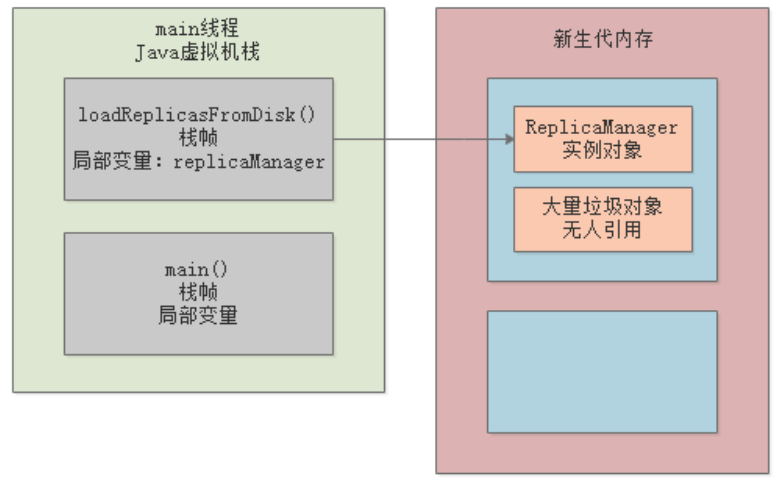 main线程
Java虚拟机栈
loadReplicasFromDisk()
栈帧
局部变量：replicaManager
main()
栈帧
局部变量
新生代内存
ReplicaManager
实例对象
大量垃圾对象
无人引用